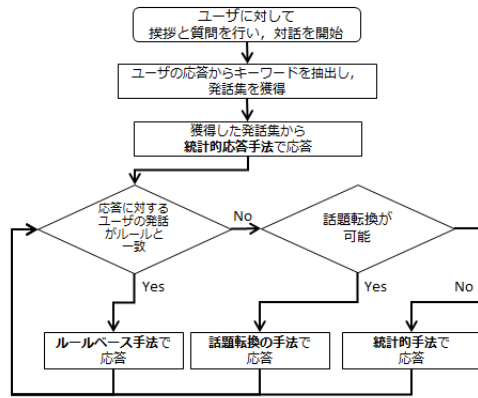 ユーザに対して
挨拶と質問を行い，対話を開始
ユーザの応答からキーワードを抽出し，
発話集を獲得
獲得した発話集から
統計的応答手法で応答
応答に対する
ユーザの発話
がルールと
一致
No
話題転換が
可能
Yes
Yes
No
ルールベース手法で
応答
話題転換の手法で
応答
統計的手法で
応答